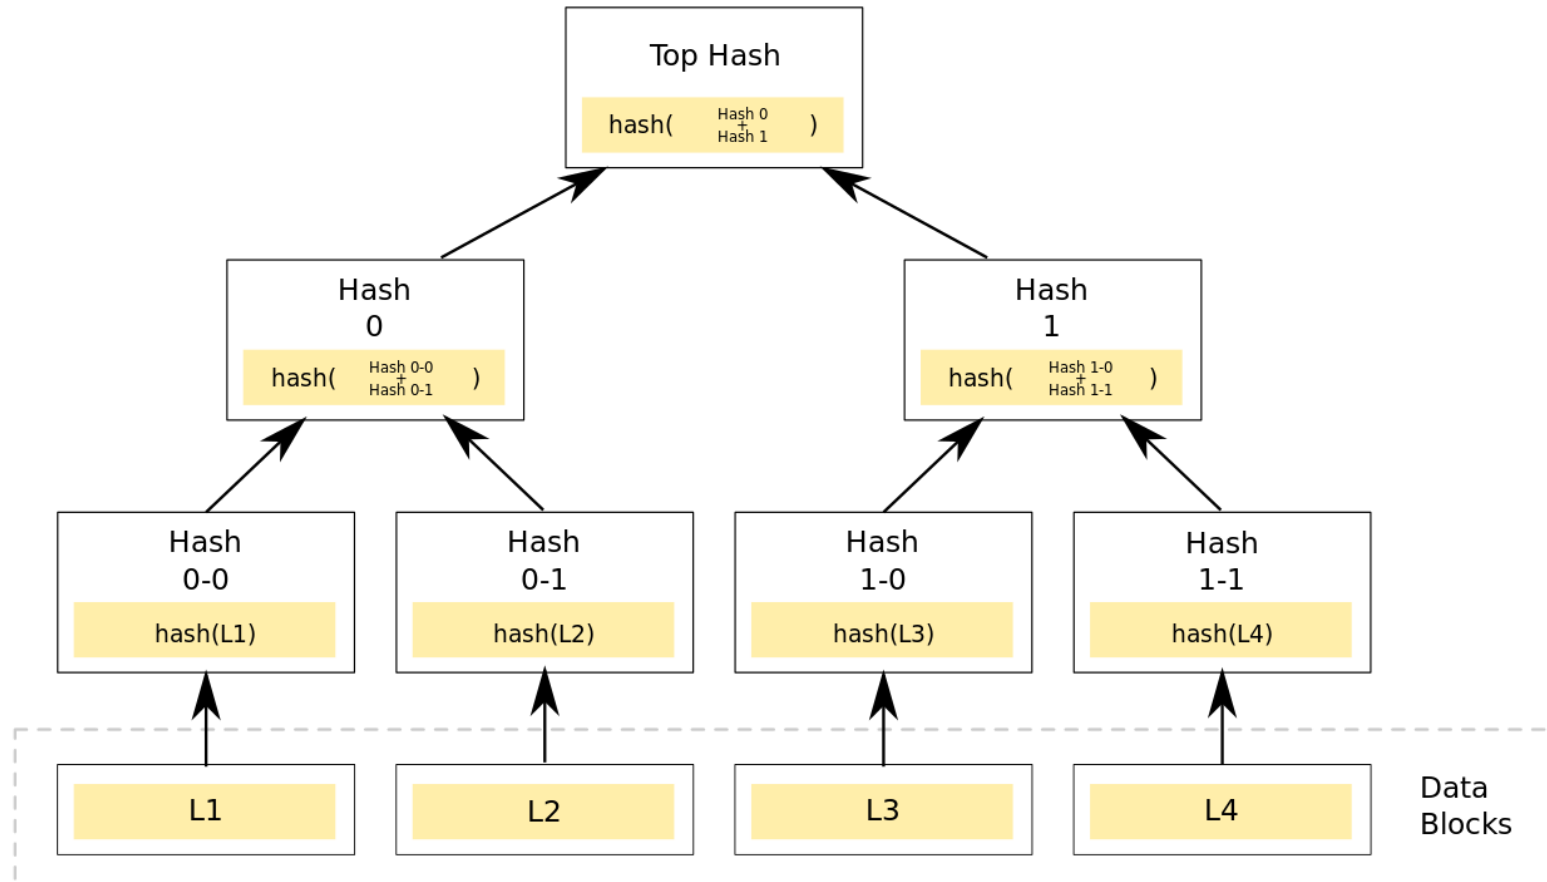 Top Hash
hash( Hash 0 + Hash 1 )
Hash
0
hash( Hash 0-0 + Hash 0-1 )
Hash
1
hash( Hash 1-0 + Hash 1-1 )
Hash
0-0
hash(L1)
Hash
0-1
hash(L2)
Hash
1-0
hash(L3)
Hash
1-1
hash(L4)
L1
L2
L3
L4
Data
Blocks